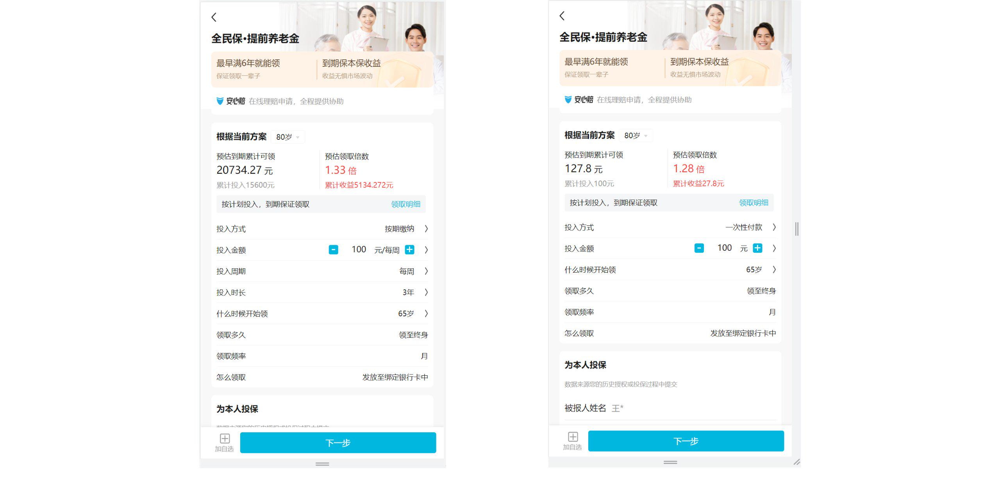 全民保•提前养老金
最早满6年就能领
保证领取一辈子
到期保本保收益
收益无惧市场波动
安心赔 在线理赔申请，全程提供协助
根据当前方案 80岁
预估到期累计可领
20734.27 元
累计投入15600元
预估领取倍数
1.33 倍
累计收益5134.272元
按计划投入，到期保证领取 领取明细
投入方式 按期缴纳
投入金额 - 100 元/每周 +
投入周期 每周
投入时长 3年
什么时候开始领 65岁
领取多久 领至终身
领取频率 月
怎么领取 发放至绑定银行卡中
为本人投保
数据来源您的历史授权或投保过程中提交
加自选 下一步
全民保•提前养老金
最早满6年就能领
保证领取一辈子
到期保本保收益
收益无惧市场波动
安心赔 在线理赔申请，全程提供协助
根据当前方案 80岁
预估到期累计可领
127.8 元
累计投入100元
预估领取倍数
1.28 倍
累计收益27.8元
按计划投入，到期保证领取 领取明细
投入方式 一次性付款
投入金额 - 100 元 +
什么时候开始领 65岁
领取多久 领至终身
领取频率 月
怎么领取 发放至绑定银行卡中
为本人投保
数据来源您的历史授权或投保过程中提交
被报人姓名 王*
加自选 下一步